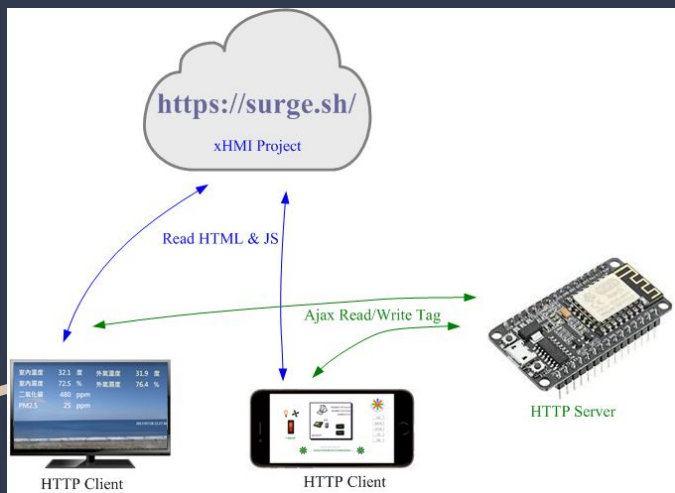 https://surge.sh/
xHMI Project
Read HTML & JS
Ajax Read/Write Tag
HTTP Server
室內溫度 32.1 度 外氣溫度 31.9 度
室內濕度 72.5 % 外氣濕度 76.4 %
二氧化碳 480 ppm
PM2.5 25 ppm
HTTP Client
HTTP Client